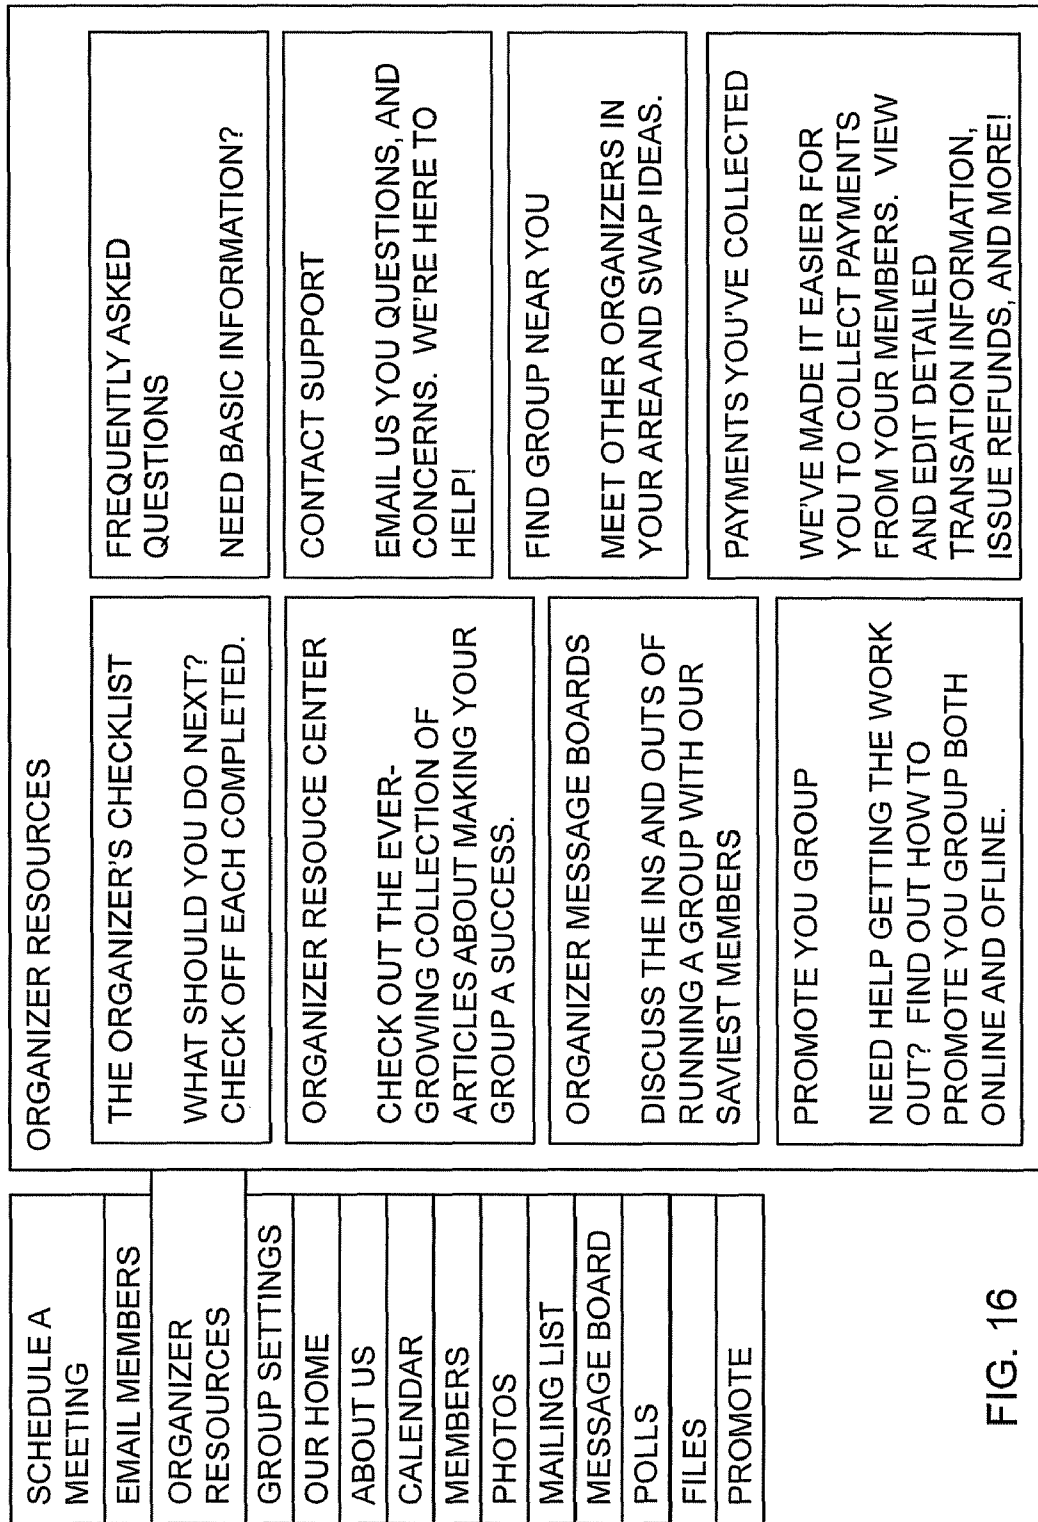 SCHEDULE A
MEETING
EMAIL MEMBERS
ORGANIZER
RESOURCES
GROUP SETTINGS
OUR HOME
ABOUT US
CALENDAR
MEMBERS
PHOTOS
MAILING LIST
MESSAGE BOARD
POLLS
FILES
PROMOTE
ORGANIZER RESOURCES
THE ORGANIZER'S CHECKLIST
WHAT SHOULD YOU DO NEXT?
CHECK OFF EACH COMPLETED.
ORGANIZER RESOUCE CENTER
CHECK OUT THE EVER-
GROWING COLLECTION OF
ARTICLES ABOUT MAKING YOUR
GROUP A SUCCESS.
ORGANIZER MESSAGE BOARDS
DISCUSS THE INS AND OUTS OF
RUNNING A GROUP WITH OUR
SAVIEST MEMBERS
PROMOTE YOU GROUP
NEED HELP GETTING THE WORK
OUT? FIND OUT HOW TO
PROMOTE YOU GROUP BOTH
ONLINE AND OFLINE.
FREQUENTLY ASKED
QUESTIONS
NEED BASIC INFORMATION?
CONTACT SUPPORT
EMAIL US YOU QUESTIONS, AND
CONCERNS. WE'RE HERE TO
HELP!
FIND GROUP NEAR YOU
MEET OTHER ORGANIZERS IN
YOUR AREA AND SWAP IDEAS.
PAYMENTS YOU'VE COLLECTED
WE'VE MADE IT EASIER FOR
YOU TO COLLECT PAYMENTS
FROM YOUR MEMBERS. VIEW
AND EDIT DETAILED
TRANSATION INFORMATION,
ISSUE REFUNDS, AND MORE!
FIG. 16